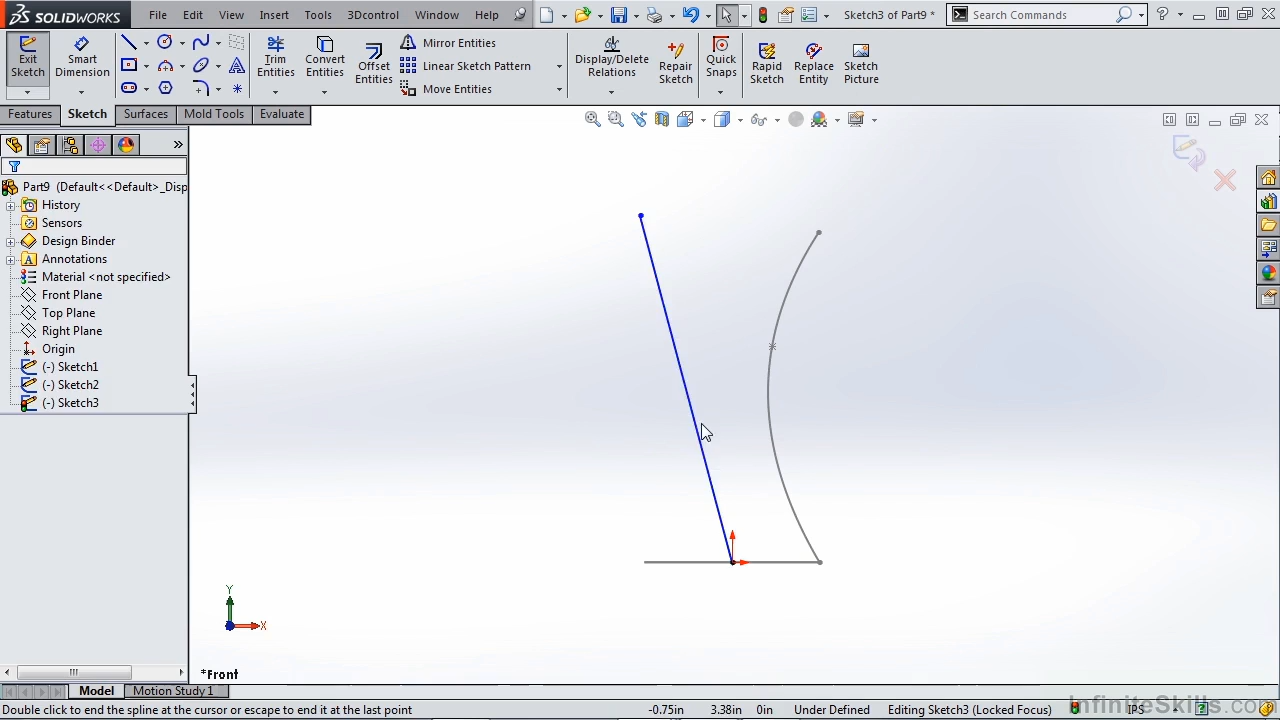 SOLIDWORKS File Edit View Insert Tools 3Dcontrol Window Help Sketch3 of Part9 * Search Commands
Exit Sketch
Smart Dimension
Trim Entities
Convert Entities
Offset Entities
Mirror Entities
Linear Sketch Pattern
Move Entities
Display/Delete Relations
Repair Sketch
Quick Snaps
Rapid Sketch
Replace Entity
Sketch Picture
Features Sketch Surfaces Mold Tools Evaluate
Part9 (Default<<Default>_Disp
History
Sensors
Design Binder
Annotations
Material <not specified>
Front Plane
Top Plane
Right Plane
Origin
(-) Sketch1
(-) Sketch2
(-) Sketch3
Y
X
*Front
Model Motion Study 1
InfiniteSkills.com
Double click to end the spline at the cursor or escape to end it at the last point -0.75in 3.38in 0in Under Defined Editing Sketch3 (Locked Focus) IPS